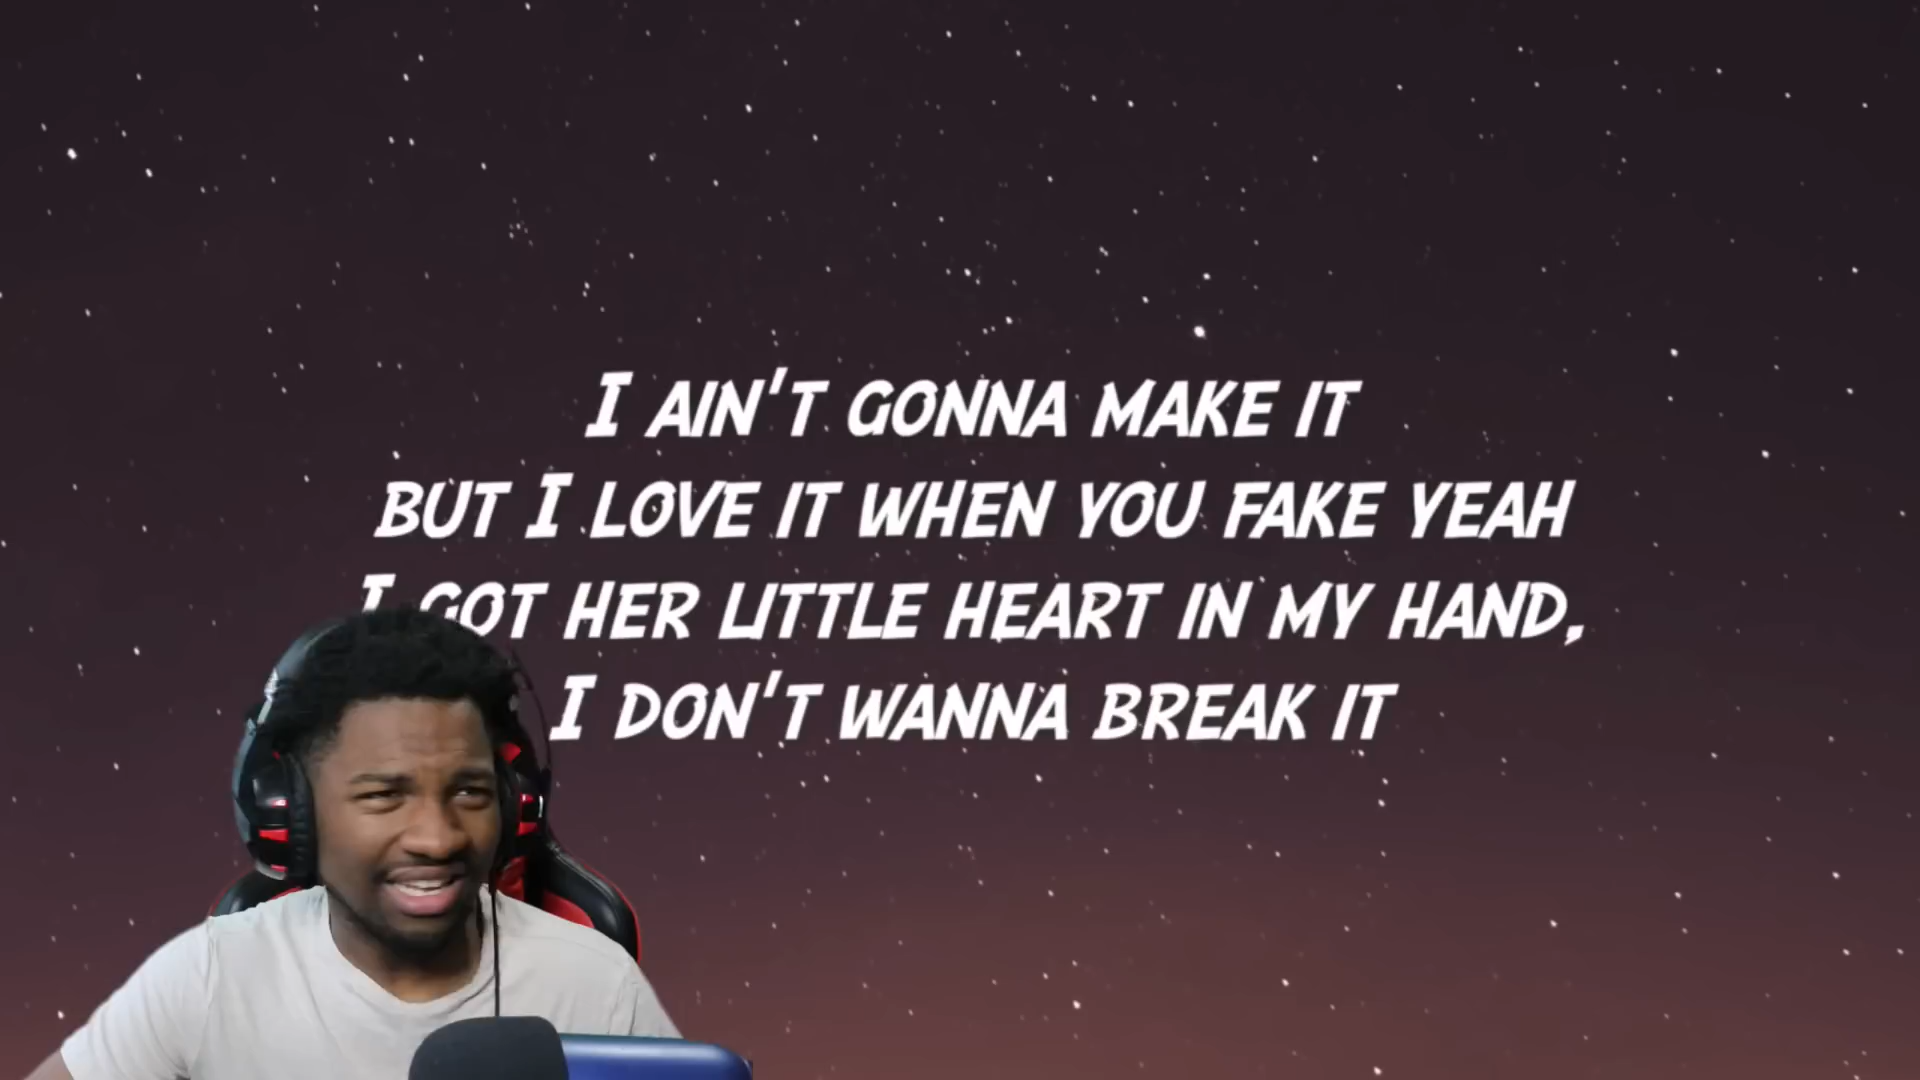 I AIN'T GONNA MAKE IT
BUT I LOVE IT WHEN YOU FAKE YEAH
I GOT HER LITTLE HEART IN MY HAND,
I DON'T WANNA BREAK IT